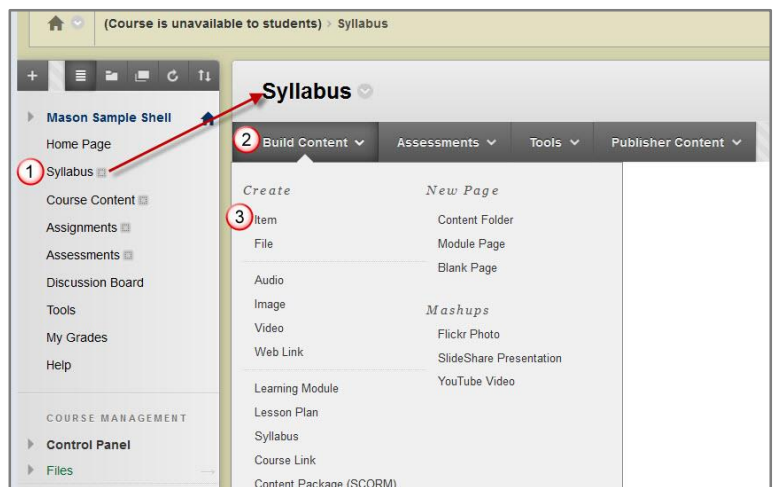 (Course is unavailable to students) > Syllabus
Mason Sample Shell
Home Page
1
Syllabus
Course Content
Assignments
Assessments
Discussion Board
Tools
My Grades
Help
COURSE MANAGEMENT
Control Panel
Files
Syllabus
2
Build Content
Assessments
Tools
Publisher Content
Create
3
Item
File
Audio
Image
Video
Web Link
Learning Module
Lesson Plan
Syllabus
Course Link
Content Package (SCORM)
New Page
Content Folder
Module Page
Blank Page
Mashups
Flickr Photo
SlideShare Presentation
YouTube Video